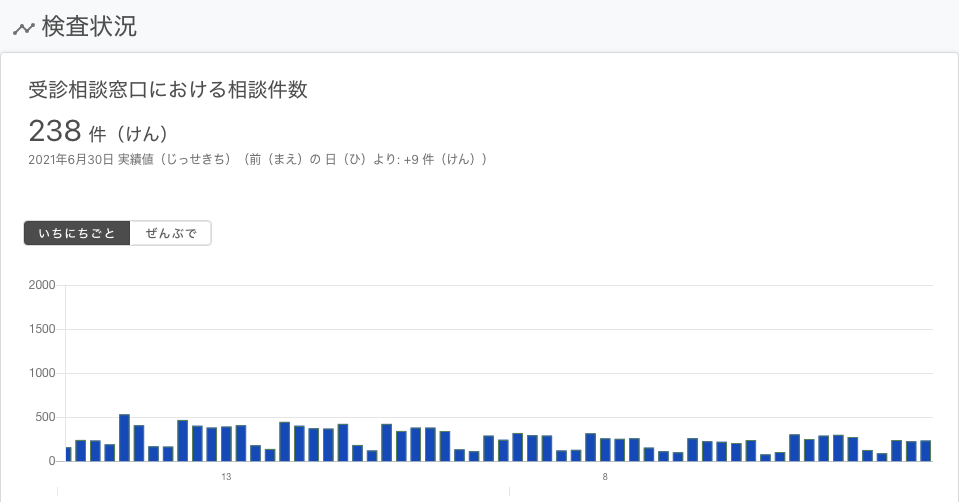 検査状況
受診相談窓口における相談件数
238 件（けん）
2021年6月30日 実績値（じっせきち）（前（まえ）の 日（ひ）より: +9 件（けん））
いちにちごと ぜんぶで
2000
1500
1000
500
0
13 8